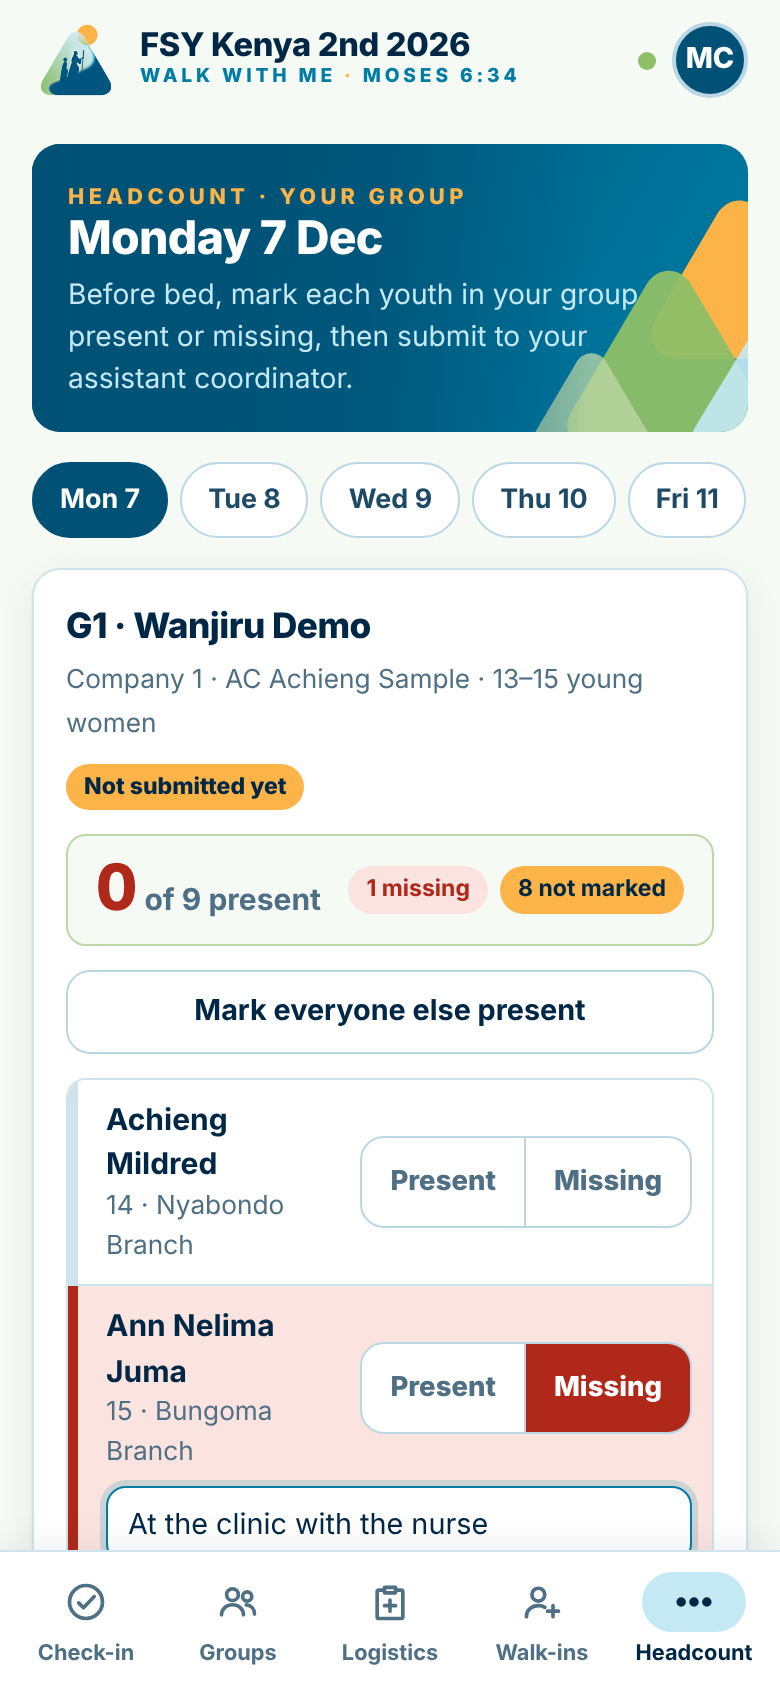 FSY Kenya 2nd 2026
WALK WITH ME · MOSES 6:34
MC
HEADCOUNT · YOUR GROUP
Monday 7 Dec
Before bed, mark each youth in your group
present or missing, then submit to your
assistant coordinator.
Mon 7
Tue 8
Wed 9
Thu 10
Fri 11
G1 · Wanjiru Demo
Company 1 · AC Achieng Sample · 13–15 young
women
Not submitted yet
0 of 9 present
1 missing
8 not marked
Mark everyone else present
Achieng
Mildred
14 · Nyabondo
Branch
Present
Missing
Ann Nelima
Juma
15 · Bungoma
Branch
Present
Missing
At the clinic with the nurse
Check-in
Groups
Logistics
Walk-ins
Headcount